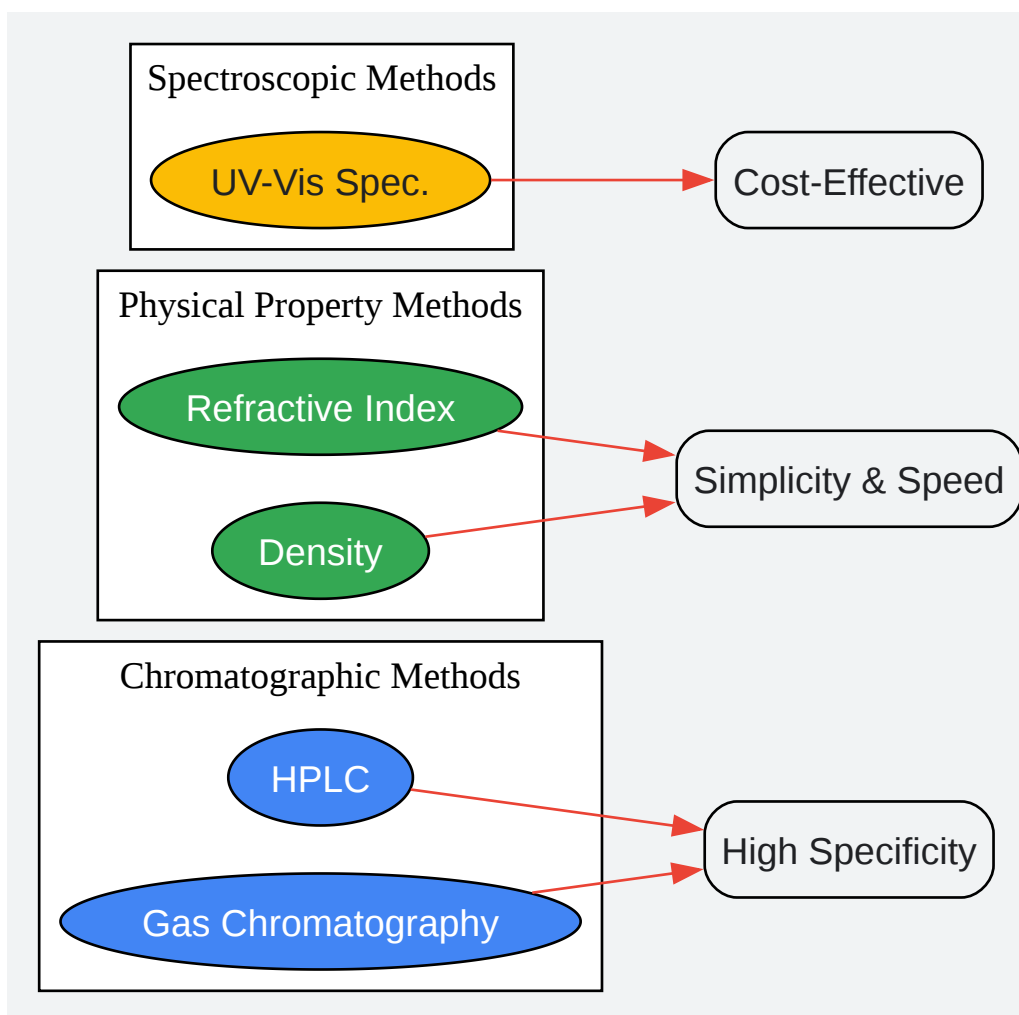 Spectroscopic Methods
UV-Vis Spec.
Cost-Effective
Physical Property Methods
Refractive Index
Simplicity & Speed
Density
Chromatographic Methods
HPLC
High Specificity
Gas Chromatography